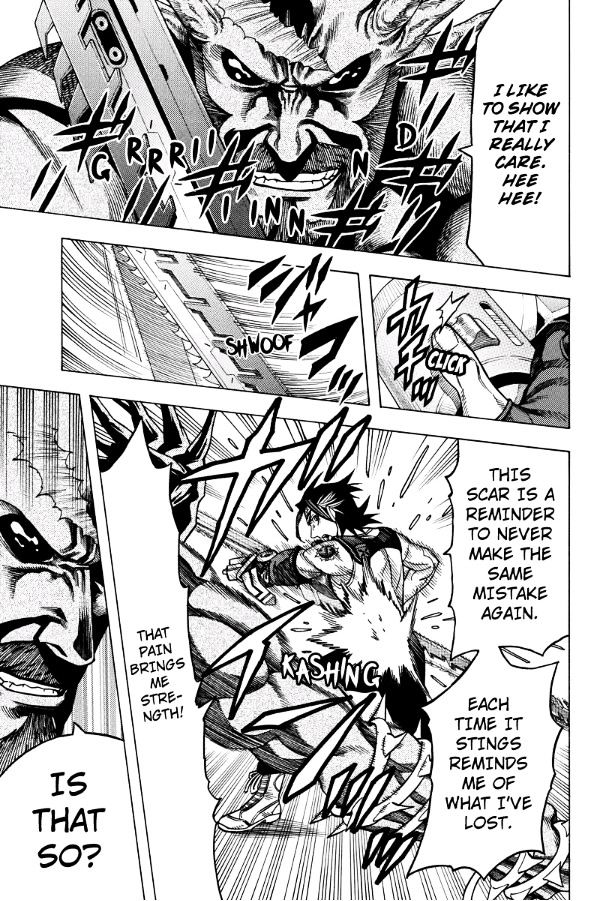 I LIKE
TO SHOW
THAT I
REALLY
CARE.
HEE
HEE!
GRRRIIIINNND
CLICK
SHWOOF
THIS
SCAR IS A
REMINDER
TO NEVER
MAKE THE
SAME
MISTAKE
AGAIN.
EACH
TIME IT
STINGS
REMINDS
ME OF
WHAT I'VE
LOST.
KASHING
THAT
PAIN
BRINGS
ME
STRE-
NGTH!
IS
THAT
SO?